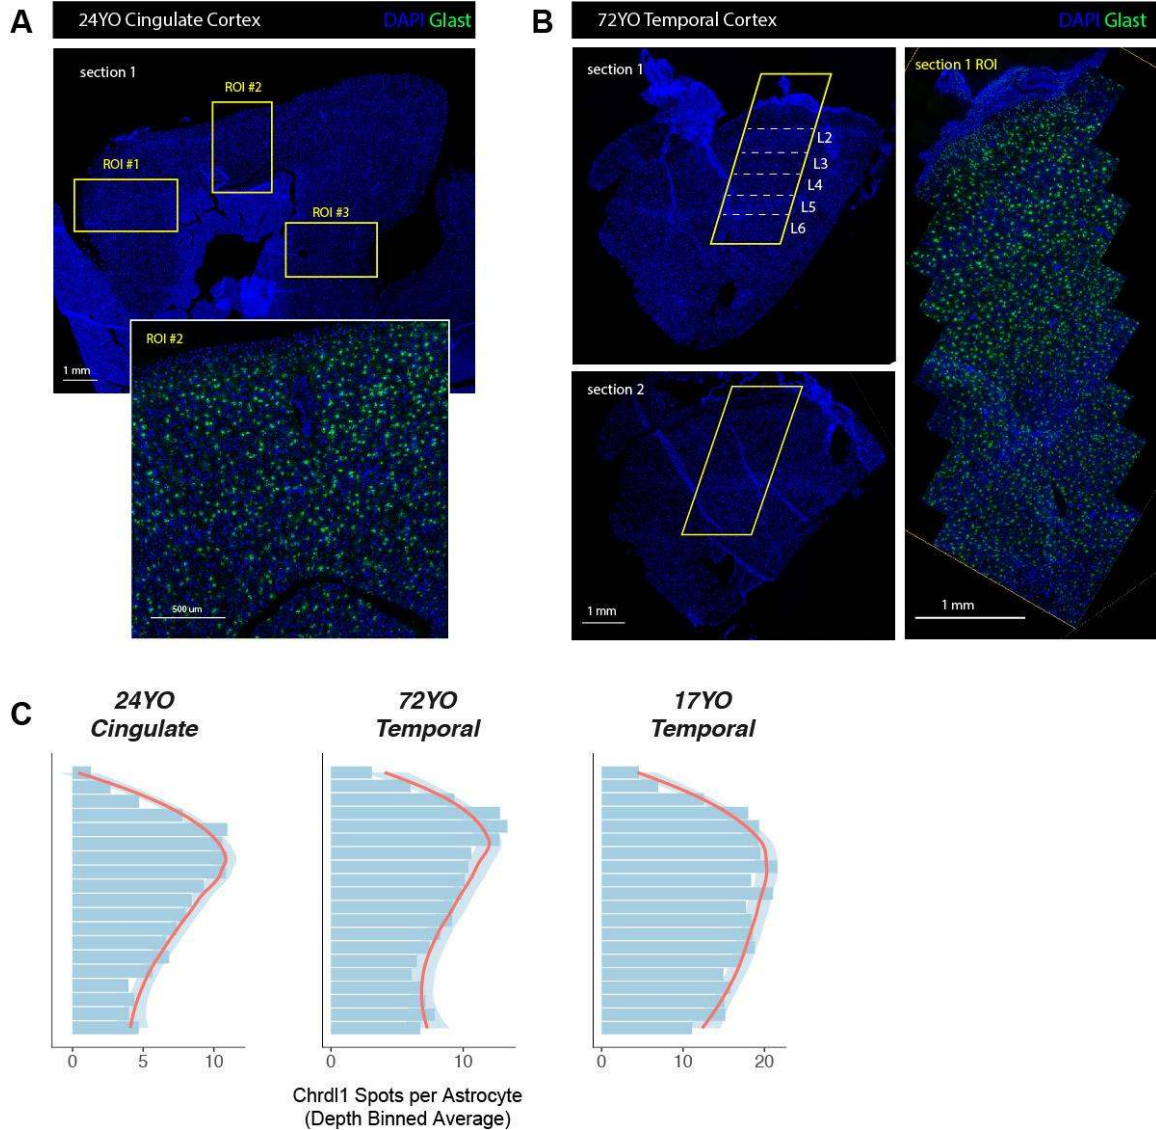 A
24YO Cingulate Cortex
DAPI Glast
section 1
ROI #2
ROI #1
ROI #3
1 mm
ROI #2
500 um
B
72YO Temporal Cortex
DAPI Glast
section 1
L2
L3
L4
L5
L6
section 2
1 mm
section 1 ROI
1 mm
C
24YO
Cingulate
72YO
Temporal
17YO
Temporal
0 5 10
0 10
0 10 20
Chrdl1 Spots per Astrocyte
(Depth Binned Average)